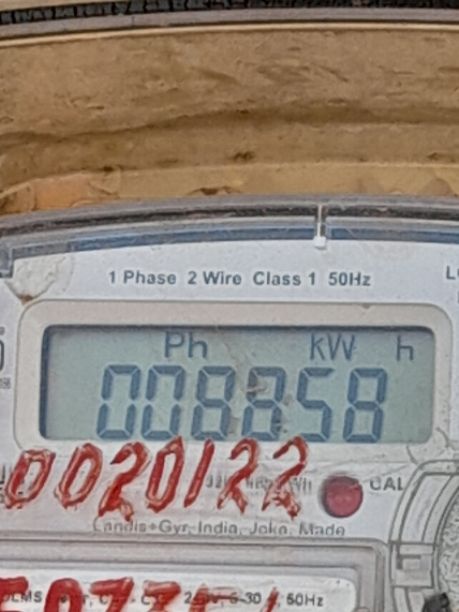 1 Phase 2 Wire Class 1 50Hz
Ph kW h
008858
0020122
CAL
Landis+Gyr, India, Joka, Made
50Hz